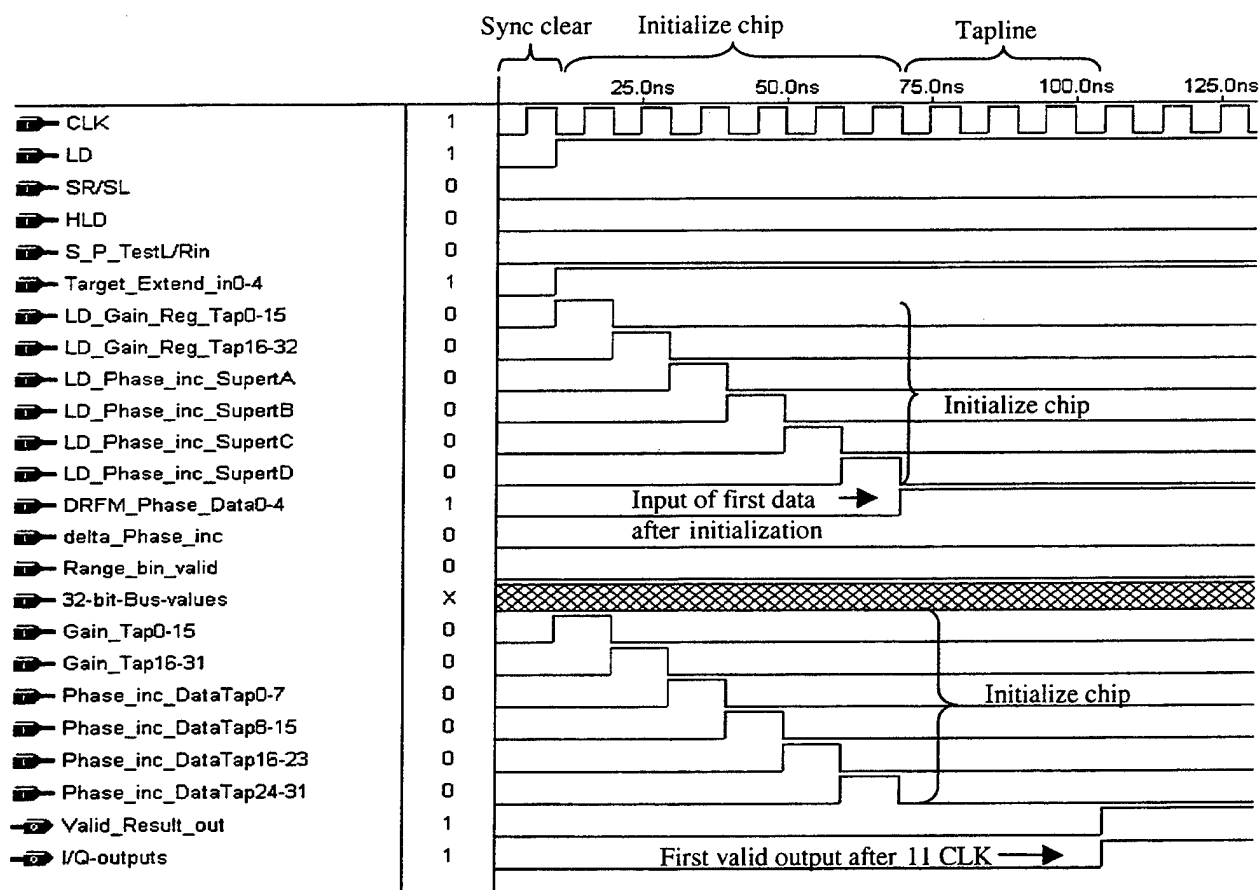 Sync clear Initialize chip Tapline
25.0ns 50.0ns 75.0ns 100.0ns 125.0ns
CLK 1
LD 1
SR/SL 0
HLD 0
S_P_TestL/Rin 0
Target_Extend_in0-4 1
LD_Gain_Reg_Tap0-15 0
LD_Gain_Reg_Tap16-32 0
LD_Phase_inc_SupertA 0
LD_Phase_inc_SupertB 0
Initialize chip
LD_Phase_inc_SupertC 0
LD_Phase_inc_SupertD 0
DRFM_Phase_Data0-4 1
Input of first data
after initialization
delta_Phase_inc 0
Range_bin_valid 0
32-bit-Bus-values X
Gain_Tap0-15 0
Gain_Tap16-31 0
Phase_inc_DataTap0-7 0
Initialize chip
Phase_inc_DataTap8-15 0
Phase_inc_DataTap16-23 0
Phase_inc_DataTap24-31 0
Valid_Result_out 1
I/Q-outputs 1
First valid output after 11 CLK